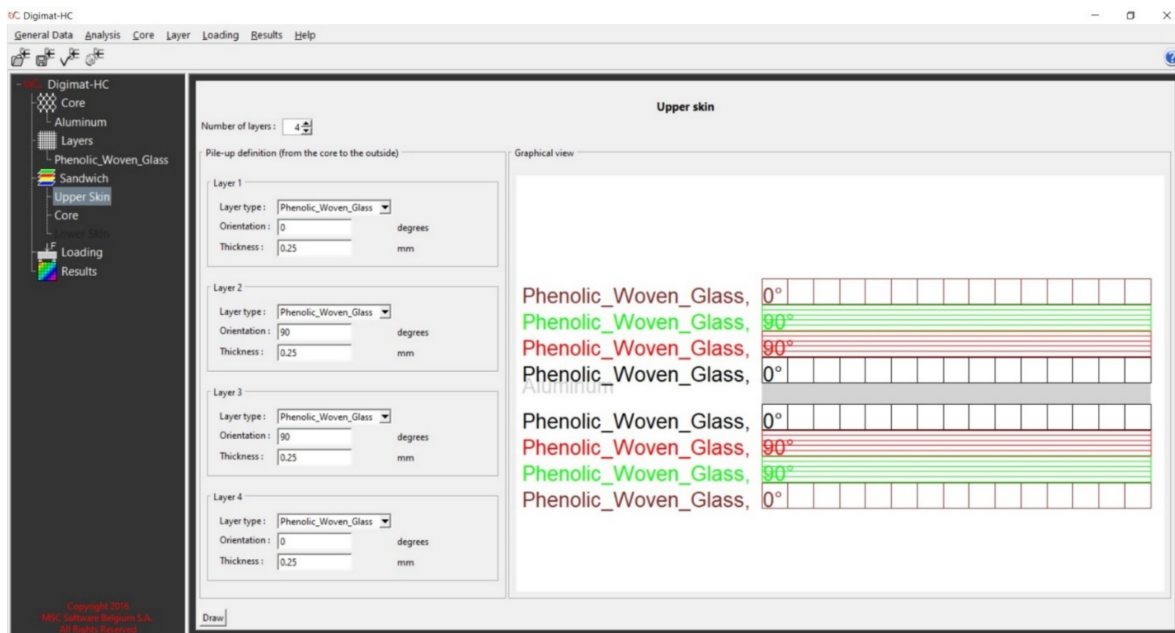 Digimat-HC
General Data Analysis Core Layer Loading Results Help
Digimat-HC
Core
Aluminum
Layers
Phenolic_Woven_Glass
Sandwich
Upper Skin
Core
Lower Skin
Loading
Results
Copyright 2018
MSC Software Belgium S.A.
All Rights Reserved
Upper skin
Number of layers: 4
Pile-up definition (from the core to the outside)
Layer 1
Layer type: Phenolic_Woven_Glass
Orientation: 0 degrees
Thickness: 0.25 mm
Layer 2
Layer type: Phenolic_Woven_Glass
Orientation: 90 degrees
Thickness: 0.25 mm
Layer 3
Layer type: Phenolic_Woven_Glass
Orientation: 90 degrees
Thickness: 0.25 mm
Layer 4
Layer type: Phenolic_Woven_Glass
Orientation: 0 degrees
Thickness: 0.25 mm
Draw
Graphical view
Phenolic_Woven_Glass, 0°
Phenolic_Woven_Glass, 90°
Phenolic_Woven_Glass, 90°
Phenolic_Woven_Glass, 0°
Aluminum
Phenolic_Woven_Glass, 0°
Phenolic_Woven_Glass, 90°
Phenolic_Woven_Glass, 90°
Phenolic_Woven_Glass, 0°